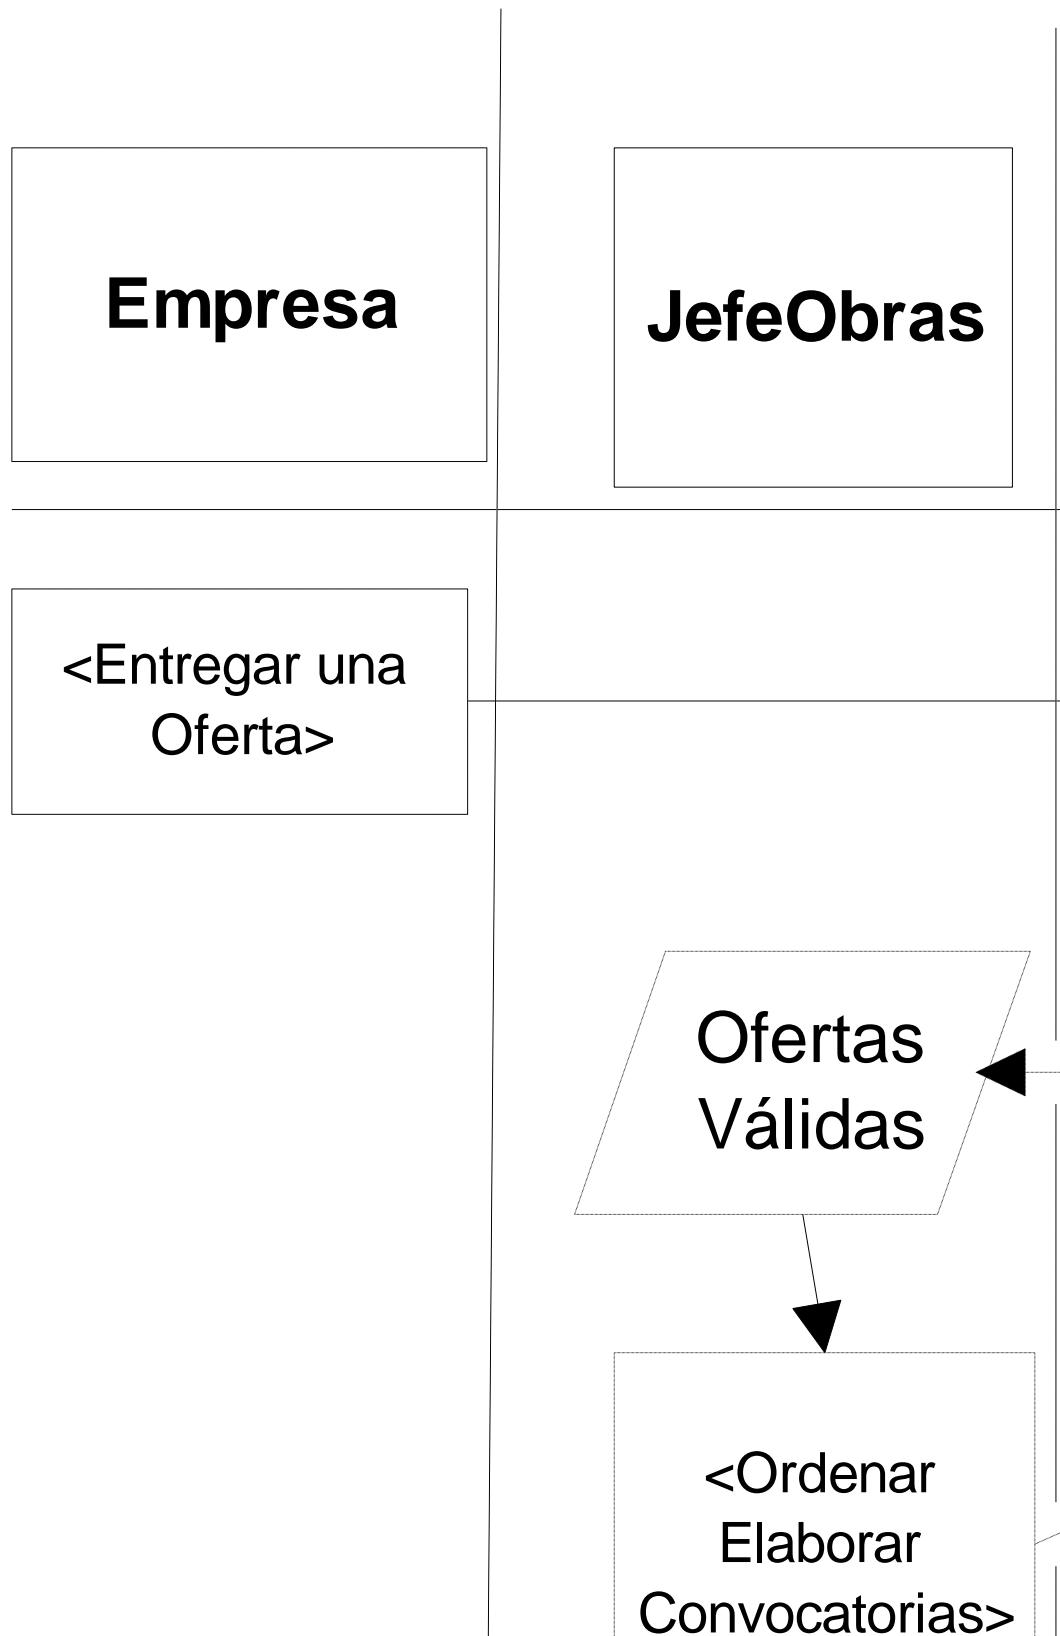 Empresa
JefeObras
<Entregar una
Oferta>
Ofertas
Válidas
<Ordenar
Elaborar
Convocatorias>